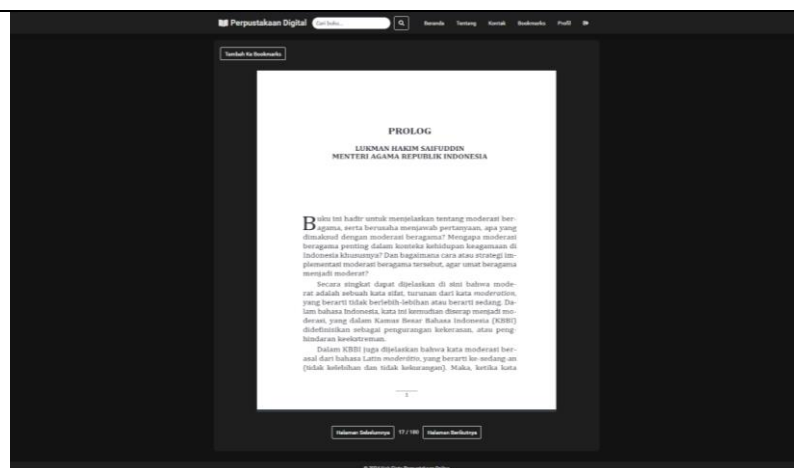 Perpustakaan Digital
Cari buku...
Beranda Tentang Kontak Bookmarks Profil
Tambah Ke Bookmarks
PROLOG
LUKMAN HAKIM SAIFUDDIN
MENTERI AGAMA REPUBLIK INDONESIA
Buku ini hadir untuk menjelaskan tentang moderasi ber-
agama, serta berusaha menjawab pertanyaan, apa yang
dimaksud dengan moderasi beragama? Mengapa moderasi
beragama penting dalam konteks kehidupan keagamaan di
Indonesia khususnya? Dan bagaimana cara atau strategi im-
plementasi moderasi beragama tersebut, agar umat beragama
menjadi moderat?
Secara singkat dapat dijelaskan di sini bahwa mode-
rat adalah sebuah kata sifat, turunan dari kata moderation,
yang berarti tidak berlebih-lebihan atau berarti sedang. Da-
lam bahasa Indonesia, kata ini kemudian diserap menjadi mo-
derasi, yang dalam Kamus Besar Bahasa Indonesia (KBBI)
didefinisikan sebagai pengurangan kekerasan, atau peng-
hindaran keekstreman.
Dalam KBBI juga dijelaskan bahwa kata moderasi ber-
asal dari bahasa Latin moderâtio, yang berarti ke-sedang-an
(tidak kelebihan dan tidak kekurangan). Maka, ketika kata
Halaman Sebelumnya 17 / 180 Halaman Berikutnya